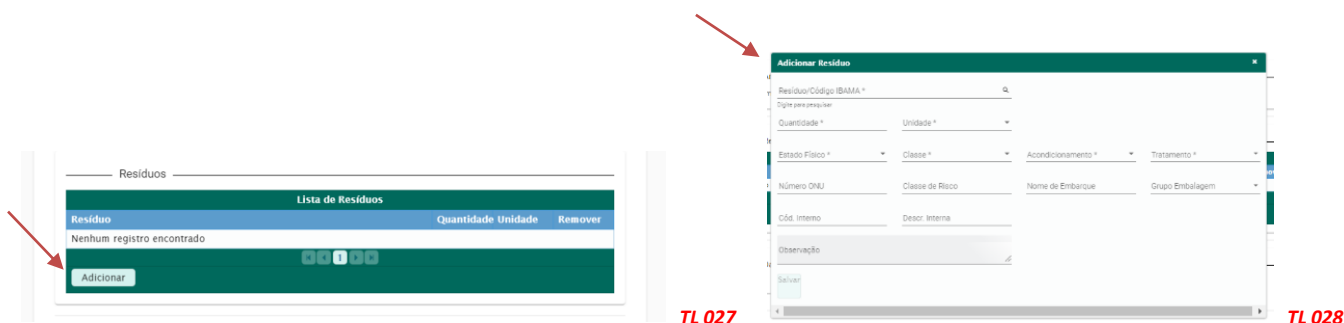 Resíduos
Lista de Resíduos
Resíduo Quantidade Unidade Remover
Nenhum registro encontrado
1
Adicionar
TL 027
Adicionar Resíduo
Resíduo/Código IBAMA *
Digite para pesquisar
Quantidade * Unidade *
Estado Físico * Classe * Acondicionamento * Tratamento *
Número ONU Classe de Risco Nome de Embarque Grupo Embalagem
Cód. Interno Descr. Interna
Observação
Salvar
TL 028